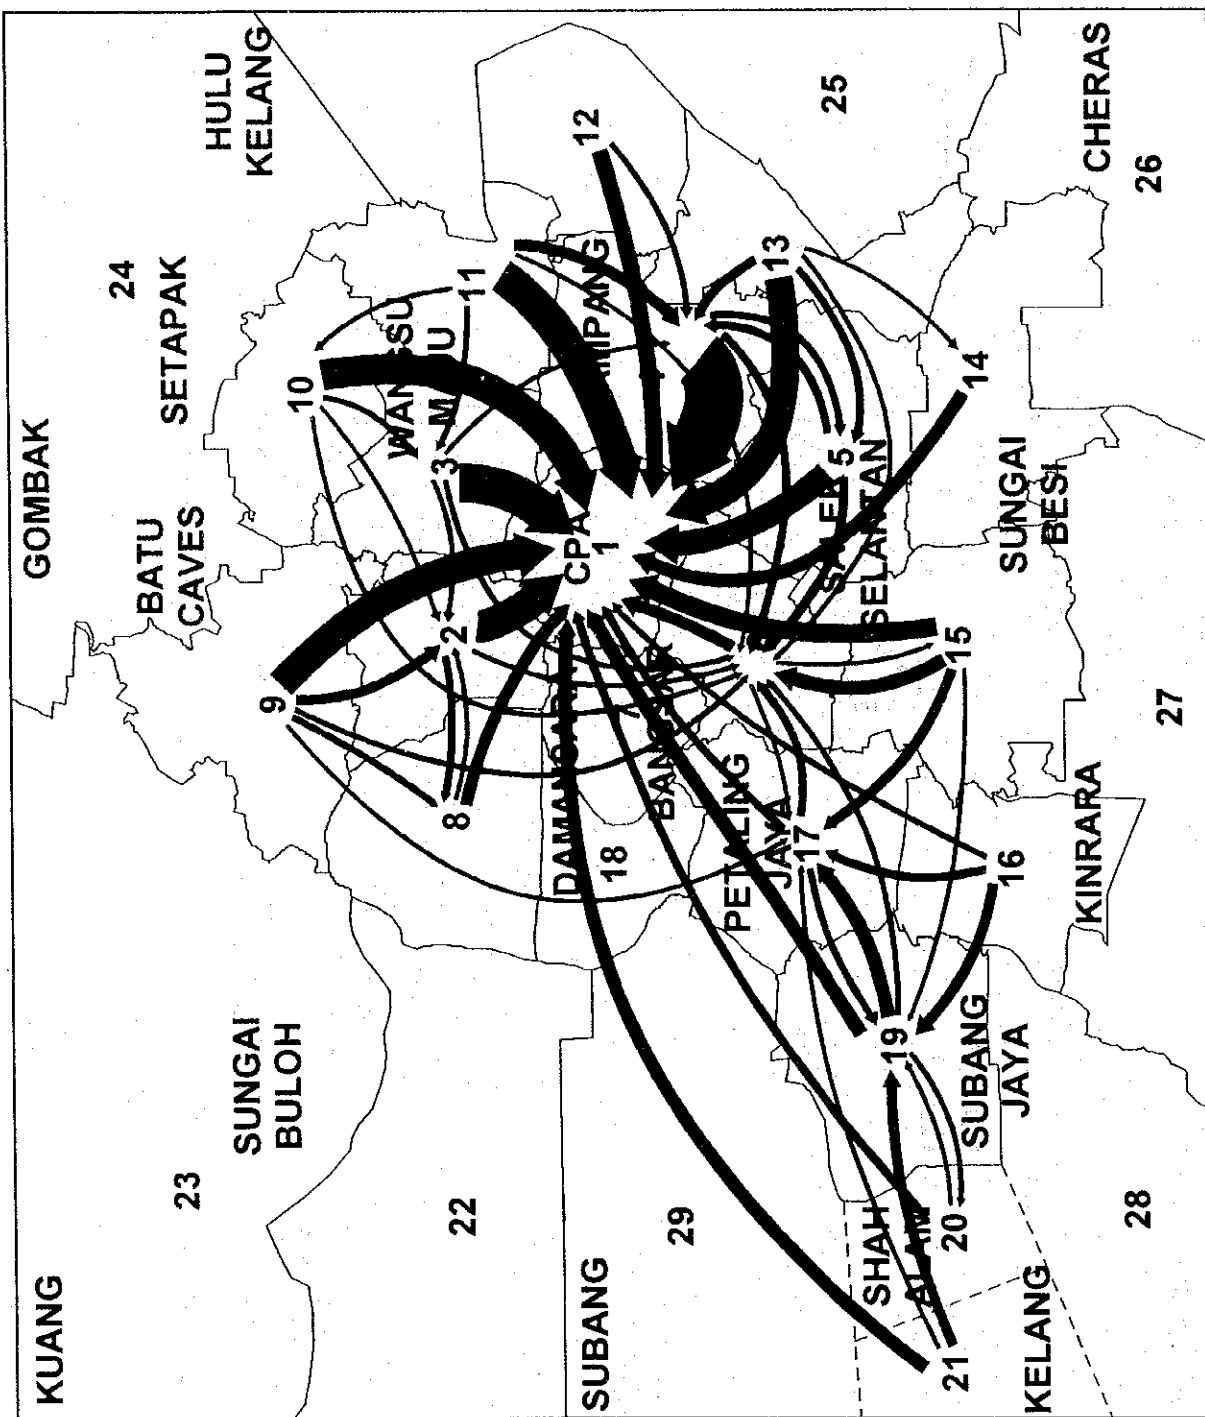 KUANG
GOMBAK
24
BATU
CAVES
SETAPAK
23
HULU
KELANG
SUNGAI
BULOH
9
10
22
8
2
3
11
SUBANG
18
CPA
1
12
29
PETALING
JAYA
17
13
25
5
SELANTAN
SHAH
ALAM
19
21
20
15
14
SUBANG
JAYA
16
SUNGAI
BESI
KELANG
KINRARA
CHERAS
28
27
26